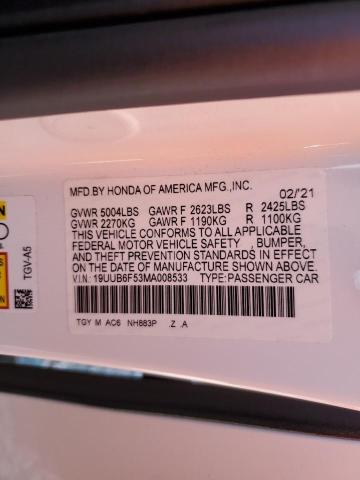 MFD BY HONDA OF AMERICA MFG.,INC. 02/'21
GVWR 5004LBS GAWR F 2623LBS R 2425LBS
GVWR 2270KG GAWR F 1190KG R 1100KG
THIS VEHICLE CONFORMS TO ALL APPLICABLE
FEDERAL MOTOR VEHICLE SAFETY , BUMPER,
AND THEFT PREVENTION STANDARDS IN EFFECT
ON THE DATE OF MANUFACTURE SHOWN ABOVE.
V.I.N: 19UUB6F53MA008533 TYPE:PASSENGER CAR
TGY M AC6 NH883P .Z .A
TGV-A5